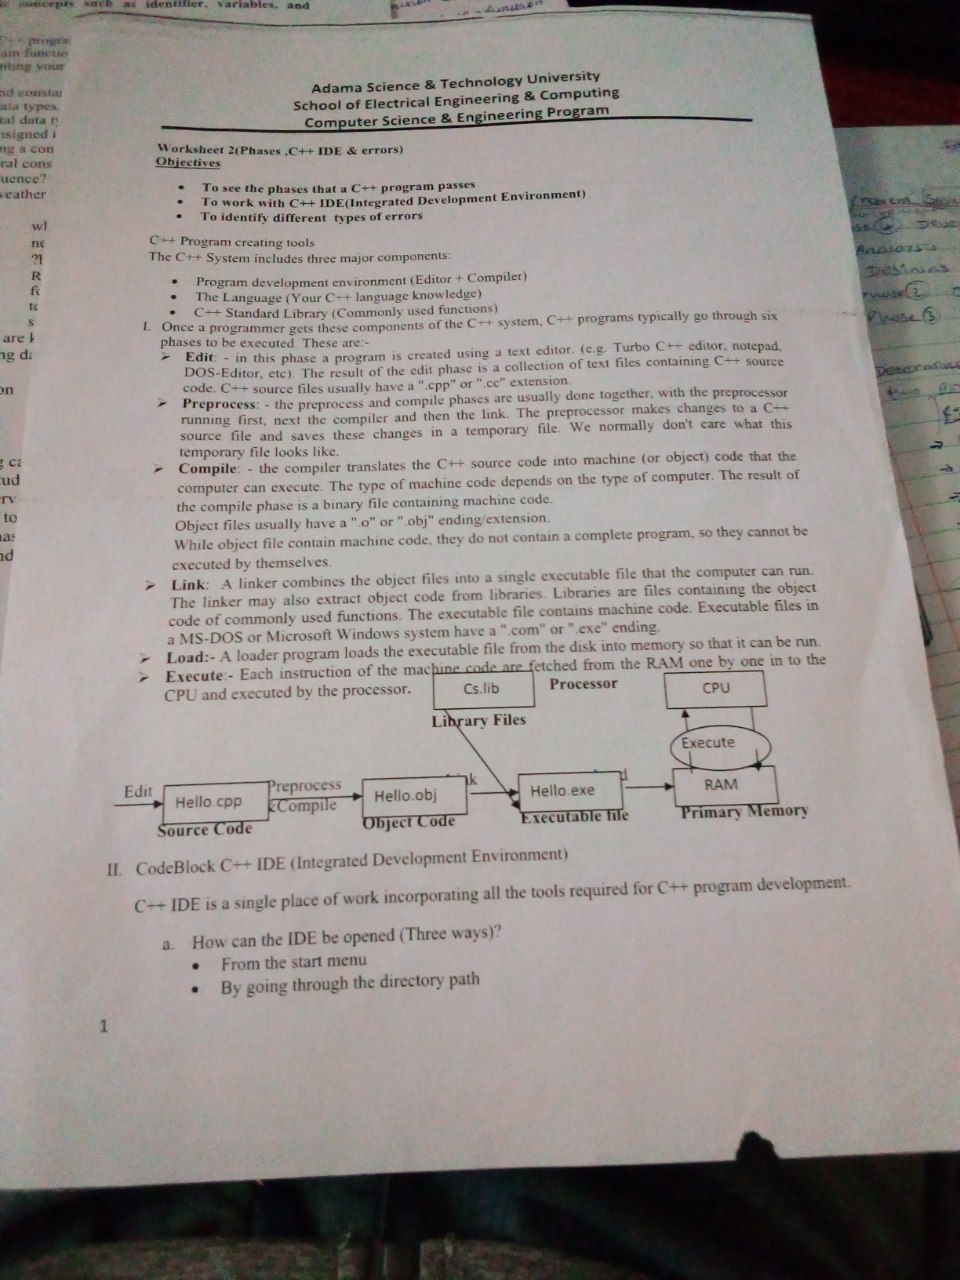 concepts such as identifier, variables, and
Adama Science & Technology University
School of Electrical Engineering & Computing
Computer Science & Engineering Program
Worksheet 2(Phases ,C++ IDE & errors)
Objectives
• To see the phases that a C++ program passes
• To work with C++ IDE(Integrated Development Environment)
• To identify different types of errors
C++ Program creating tools
The C++ System includes three major components:
• Program development environment (Editor + Compiler)
• The Language (Your C++ language knowledge)
• C++ Standard Library (Commonly used functions)
I. Once a programmer gets these components of the C++ system, C++ programs typically go through six
phases to be executed. These are:-
➢ Edit: - in this phase a program is created using a text editor. (e.g. Turbo C++ editor, notepad,
DOS-Editor, etc). The result of the edit phase is a collection of text files containing C++ source
code. C++ source files usually have a ".cpp" or ".cc" extension.
➢ Preprocess: - the preprocess and compile phases are usually done together, with the preprocessor
running first, next the compiler and then the link. The preprocessor makes changes to a C++
source file and saves these changes in a temporary file. We normally don't care what this
temporary file looks like.
➢ Compile: - the compiler translates the C++ source code into machine (or object) code that the
computer can execute. The type of machine code depends on the type of computer. The result of
the compile phase is a binary file containing machine code.
Object files usually have a ".o" or ".obj" ending/extension.
While object file contain machine code, they do not contain a complete program, so they cannot be
executed by themselves.
➢ Link: A linker combines the object files into a single executable file that the computer can run.
The linker may also extract object code from libraries. Libraries are files containing the object
code of commonly used functions. The executable file contains machine code. Executable files in
a MS-DOS or Microsoft Windows system have a ".com" or ".exe" ending.
➢ Load:- A loader program loads the executable file from the disk into memory so that it can be run.
➢ Execute:- Each instruction of the machine code are fetched from the RAM one by one in to the
CPU and executed by the processor.
Cs.lib
Processor
CPU
Library Files
Execute
Edit
Hello.cpp
Preprocess
&Compile
Hello.obj
k
Hello.exe
d
RAM
Source Code
Object Code
Executable file
Primary Memory
II. CodeBlock C++ IDE (Integrated Development Environment)
C++ IDE is a single place of work incorporating all the tools required for C++ program development.
a. How can the IDE be opened (Three ways)?
• From the start menu
• By going through the directory path
1